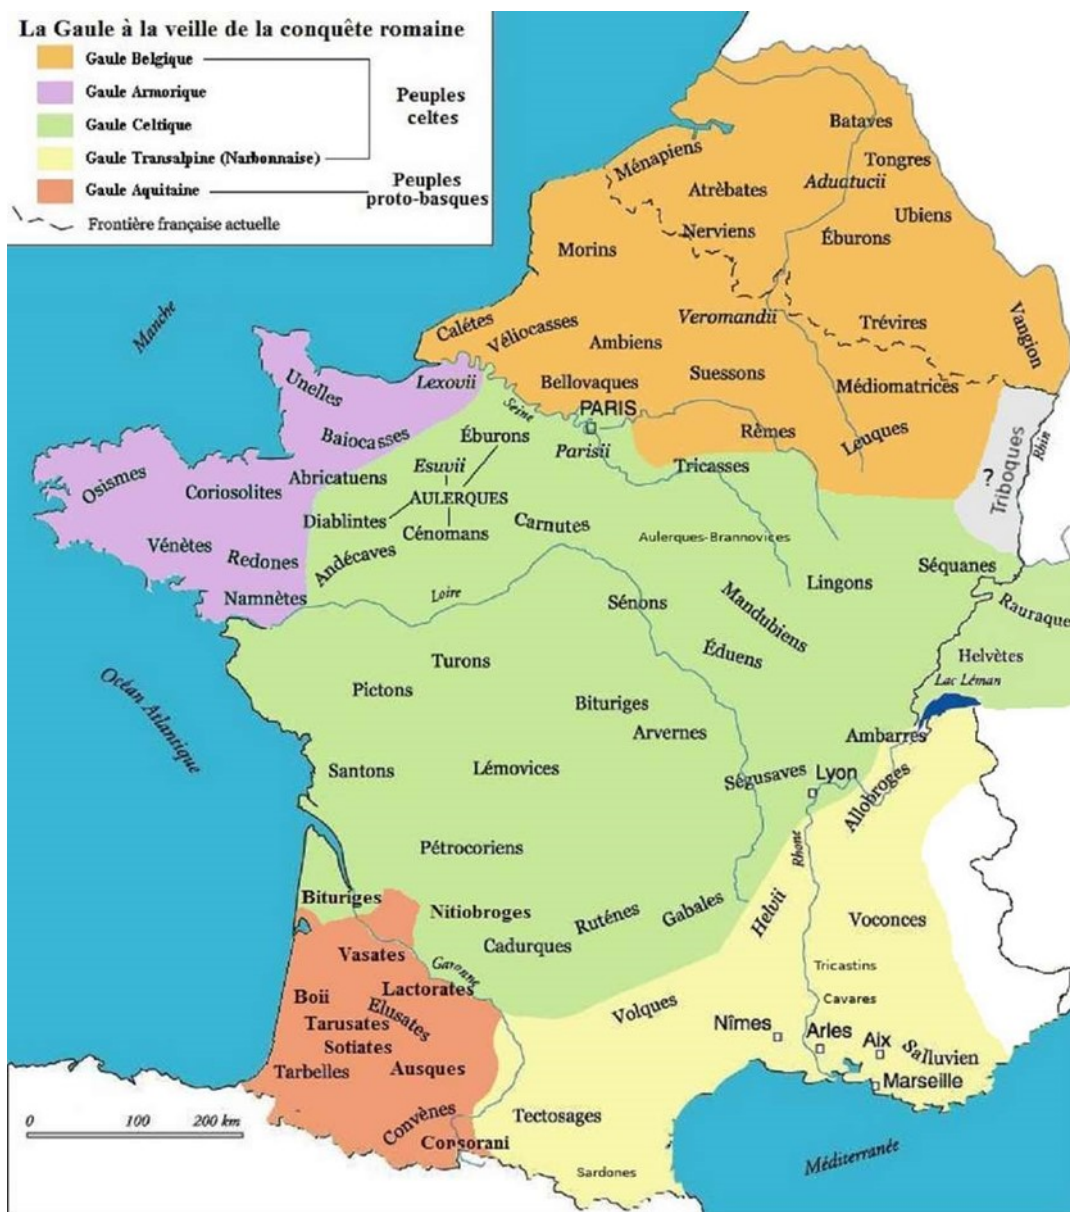 La Gaule à la veille de la conquête romaine
Gaule Belgique
Gaule Armorique
Peuples
celtes
Gaule Celtique
Gaule Transalpine (Narbonnaise)
Gaule Aquitaine
Peuples
proto-basques
Frontière française actuelle
Bataves
Ménapiens
Tongres
Aduatucii
Atrèbates
Ubiens
Nerviens
Éburons
Morins
Manche
Calétes
Véliocasses
Veromandii
Trévires
Vangion
Ambiens
Unelles
Lexovii
Bellovaques
Suessons
Médiomatrices
Seine
PARIS
Baiocasses
Éburons
Parisii
Rèmes
Leuques
Rhin
Osismes
Coriosolites
Abricatuens
Esuvii
Tricasses
?
Triboques
AULERQUES
Diablintes
Cénomans
Carnutes
Aulerques-Brannovices
Vénètes
Redones
Andécaves
Séquanes
Namnètes
Loire
Sénons
Mandubiens
Lingons
Rauraque
Éduens
Helvètes
Turons
Lac Léman
Pictons
Océan Atlantique
Bituriges
Arvernes
Ambarres
Santons
Lémovices
Ségusaves
Lyon
Allobroges
Pétrocoriens
Rhone
Bituriges
Nitiobroges
Ruténes
Gabales
Helvii
Voconces
Cadurques
Vasates
Garonne
Tricastins
Boii
Lactorates
Elusates
Volques
Cavares
Tarusates
Nîmes
Arles
Aix
Salluvien
Sotiates
Tarbelles
Ausques
Marseille
Convènes
Tectosages
0 100 200 km
Corsorani
Méditerranée
Sardones